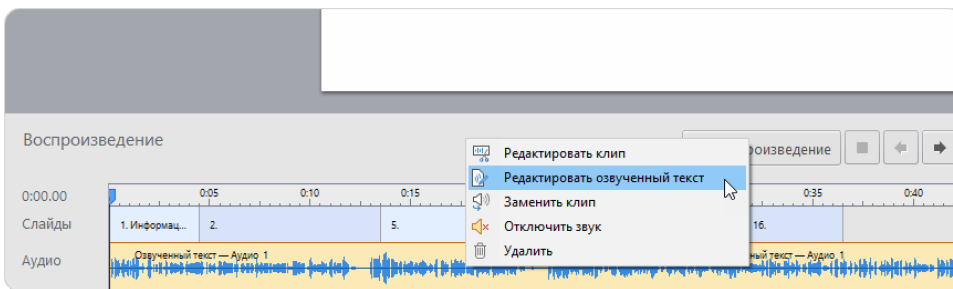 Воспроизведение
Редактировать клип
Редактировать озвученный текст
Заменить клип
Отключить звук
Удалить
0:00.00
0:05
0:10
0:15
0:35
0:40
Слайды
1. Информац...
2.
5.
16.
Аудио
Озвученный текст — Аудио 1
текст — Аудио 1